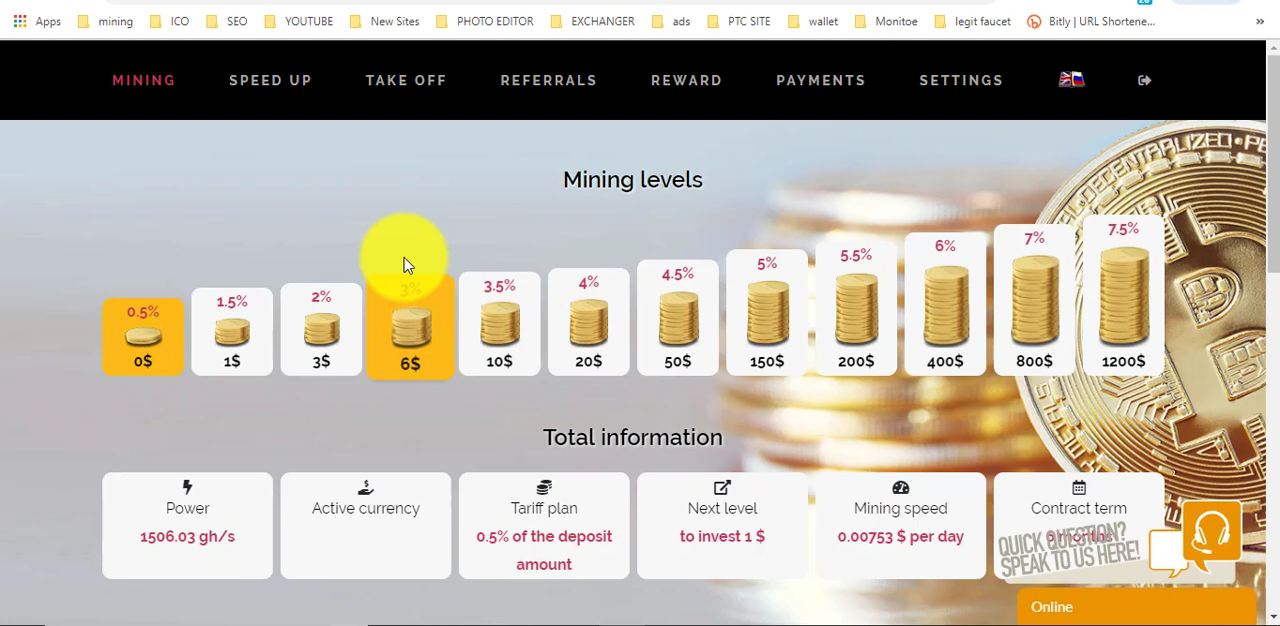 Apps mining ICO SEO YOUTUBE New Sites PHOTO EDITOR EXCHANGER ads PTC SITE wallet Monitoe legit faucet Bitly | URL Shortene... »
MINING SPEED UP TAKE OFF REFERRALS REWARD PAYMENTS SETTINGS
Mining levels
0.5% 1.5% 2% 3% 3.5% 4% 4.5% 5% 5.5% 6% 7% 7.5%
0$ 1$ 3$ 6$ 10$ 20$ 50$ 150$ 200$ 400$ 800$ 1200$
DECENTRALIZED
Total information
Power Active currency Tariff plan Next level Mining speed Contract term
1506.03 gh/s 0.5% of the deposit to invest 1 $ 0.00753 $ per day months
amount
QUICK QUESTION?
SPEAK TO US HERE!
Online